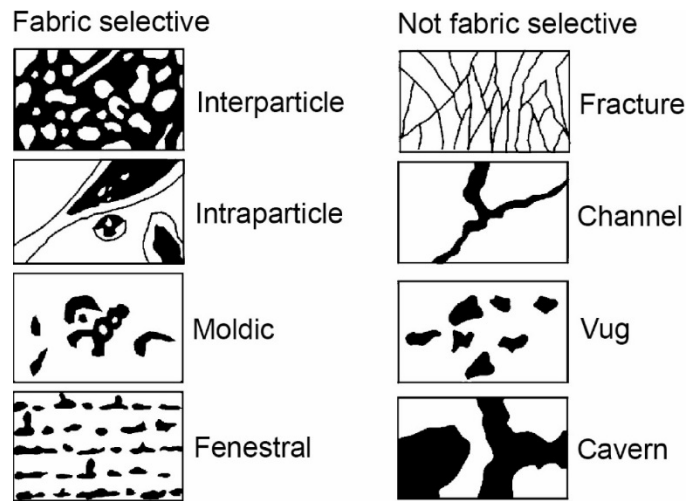 Fabric selective
Interparticle
Intraparticle
Moldic
Fenestral
Not fabric selective
Fracture
Channel
Vug
Cavern